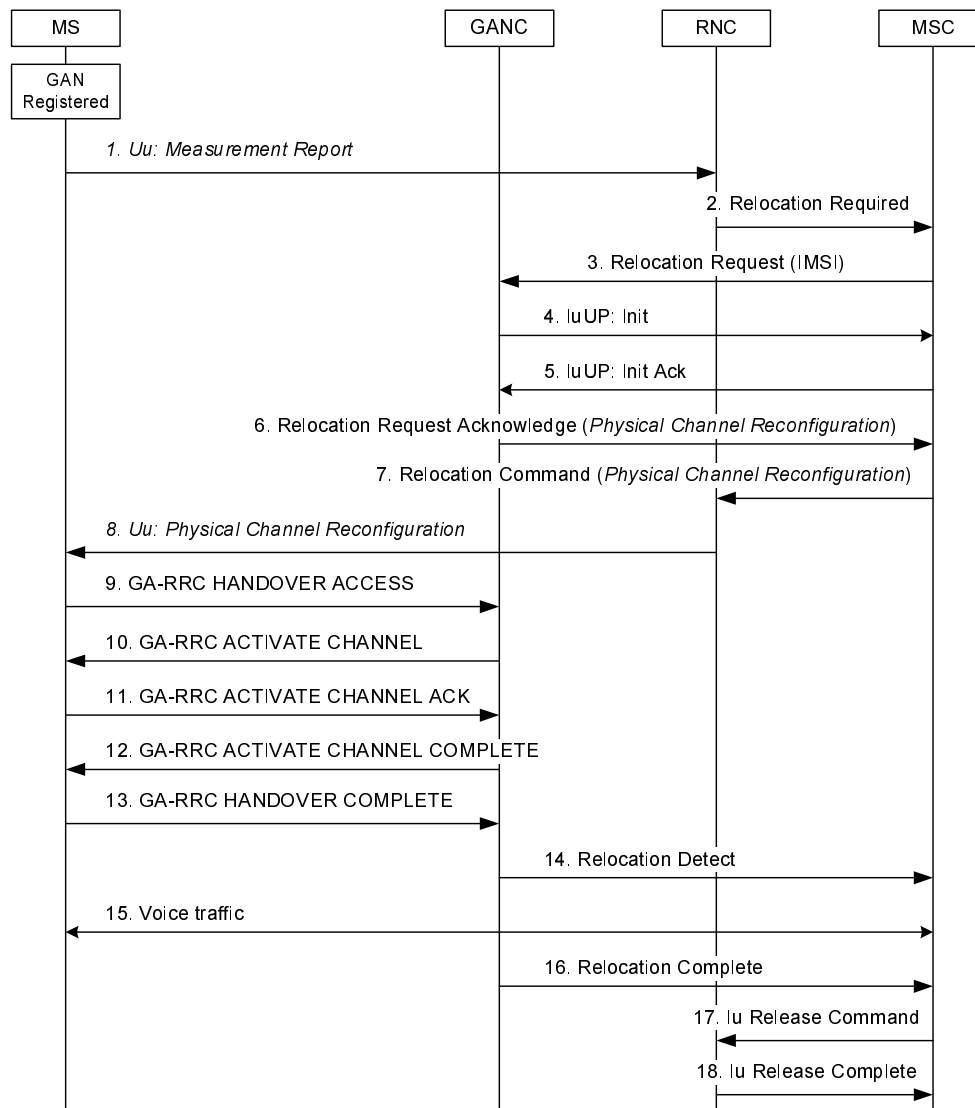 MS
GANC
RNC
MSC
GAN
Registered
1. Uu: Measurement Report
2. Relocation Required
3. Relocation Request (IMSI)
4. IuUP: Init
5. IuUP: Init Ack
6. Relocation Request Acknowledge (Physical Channel Reconfiguration)
7. Relocation Command (Physical Channel Reconfiguration)
8. Uu: Physical Channel Reconfiguration
9. GA-RRC HANDOVER ACCESS
10. GA-RRC ACTIVATE CHANNEL
11. GA-RRC ACTIVATE CHANNEL ACK
12. GA-RRC ACTIVATE CHANNEL COMPLETE
13. GA-RRC HANDOVER COMPLETE
14. Relocation Detect
15. Voice traffic
16. Relocation Complete
17. Iu Release Command
18. Iu Release Complete